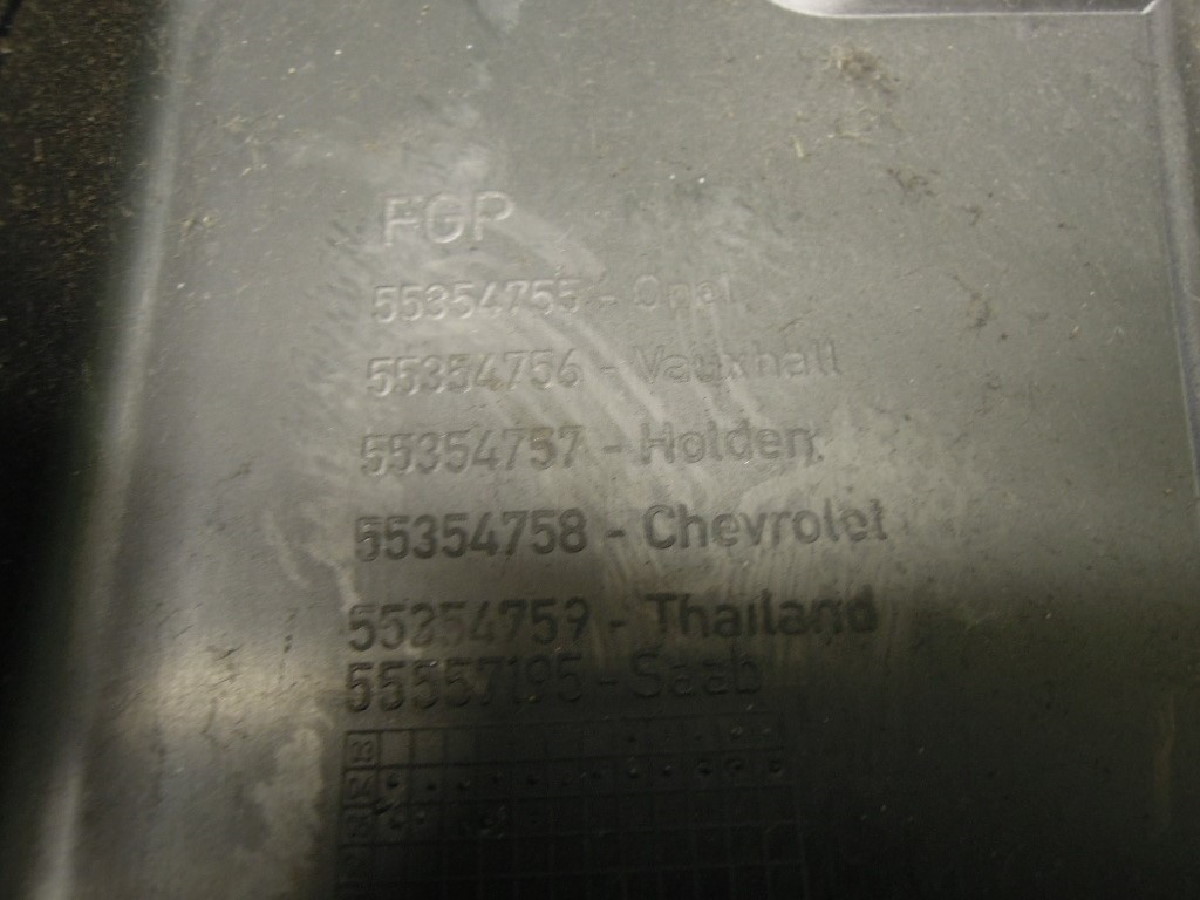 FGP
55354755 - Opel
55354756 - Vauxhall
55354757 - Holden
55354758 - Chevrolet
55354759 - Thailand
55557195 - Saab